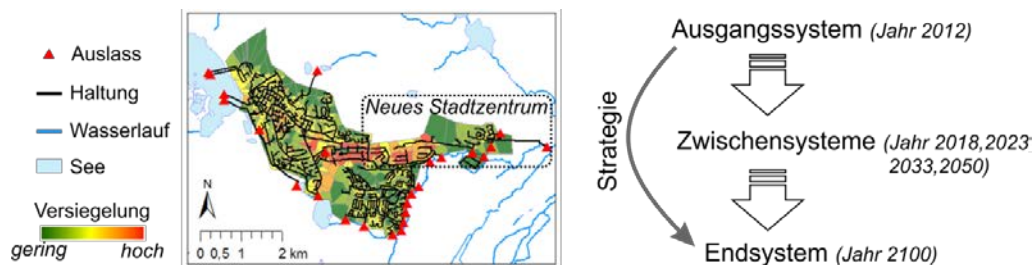 Auslass
Haltung
Wasserlauf
See
Versiegelung
gering
hoch
Neues Stadtzentrum
N
0 0,5 1
2 km
Strategie
Ausgangssystem (Jahr 2012)
Zwischensysteme (Jahr 2018,2023,
2033,2050)
Endsystem (Jahr 2100)